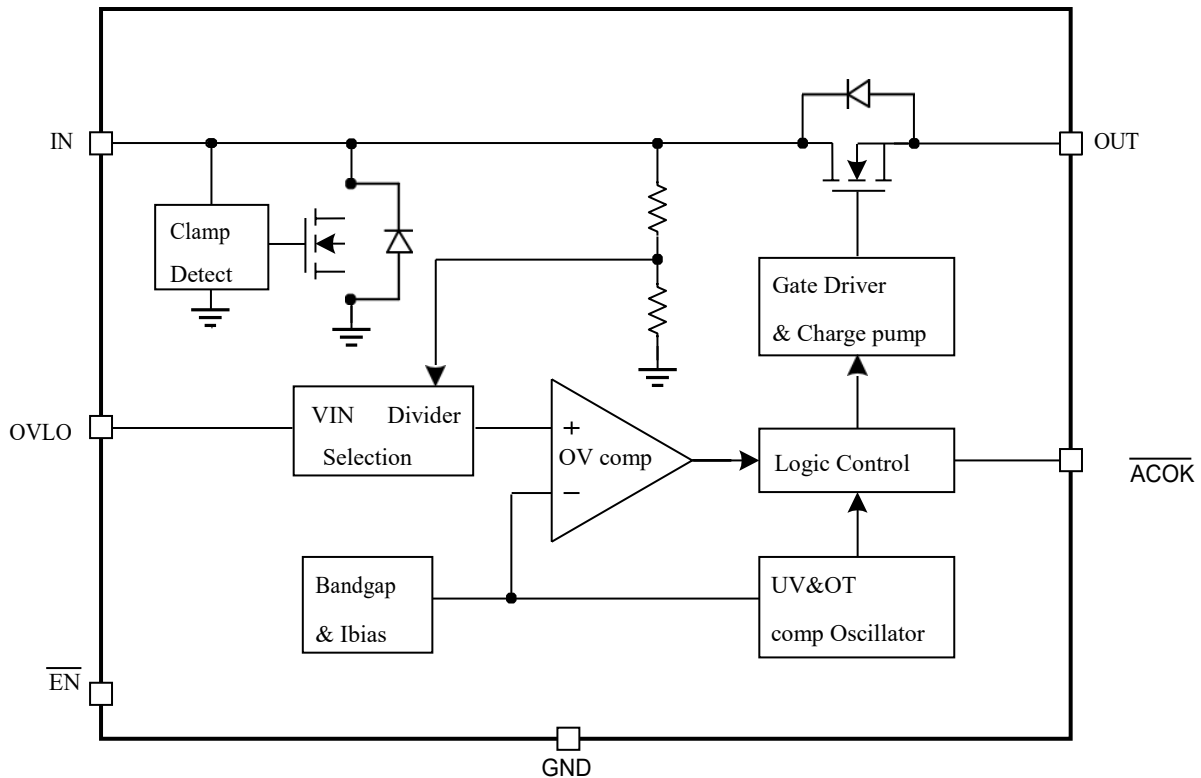 IN
OUT
Clamp
Detect
Gate Driver
& Charge pump
OVLO
VIN Divider
Selection
+
OV comp
−
Logic Control
ACOK
Bandgap
& Ibias
UV&OT
comp Oscillator
EN
GND